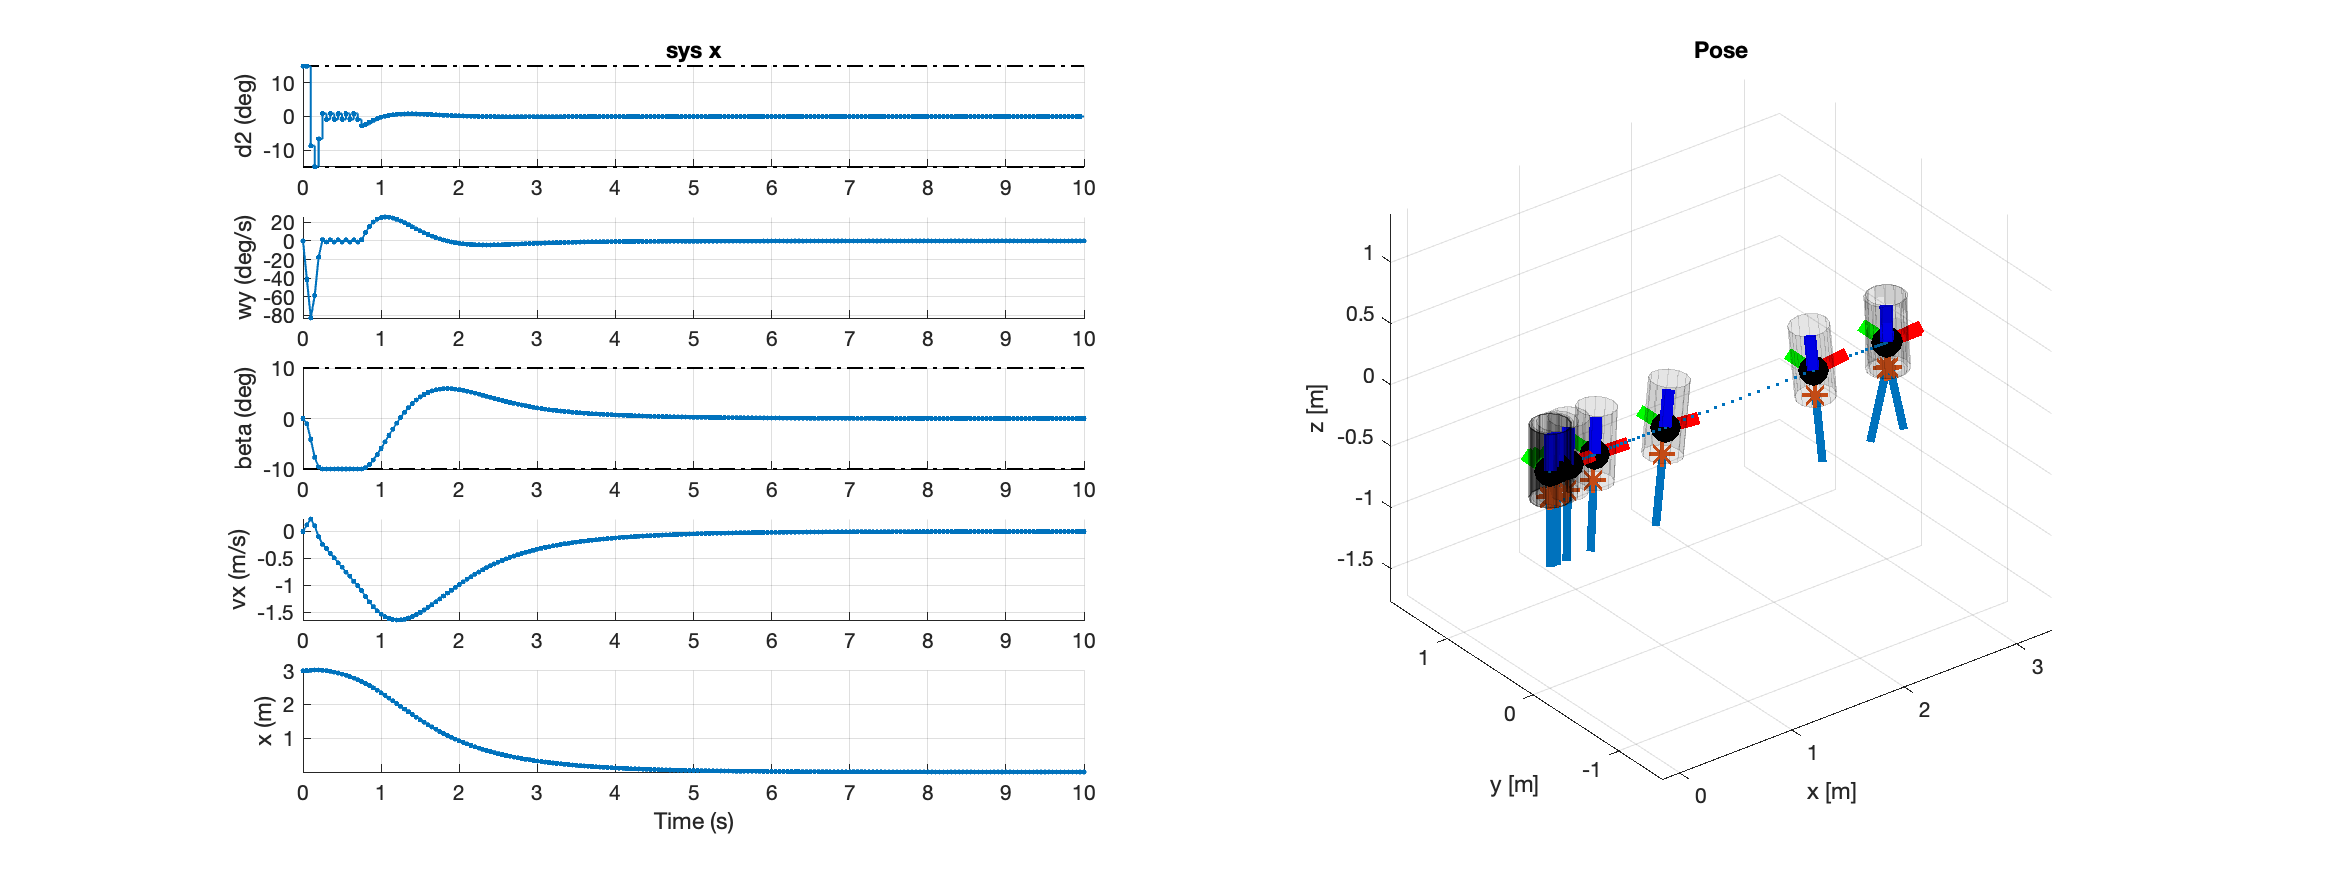 sys x
d2 (deg)
10
0
-10
0 1 2 3 4 5 6 7 8 9 10
wy (deg/s)
20
0
-20
-40
-60
-80
0 1 2 3 4 5 6 7 8 9 10
beta (deg)
10
0
-10
0 1 2 3 4 5 6 7 8 9 10
vx (m/s)
0
-0.5
-1
-1.5
0 1 2 3 4 5 6 7 8 9 10
x (m)
3
2
1
0 1 2 3 4 5 6 7 8 9 10
Time (s)
Pose
z [m]
1
0.5
0
-0.5
-1
-1.5
1
0
-1
y [m]
0
1
2
3
x [m]